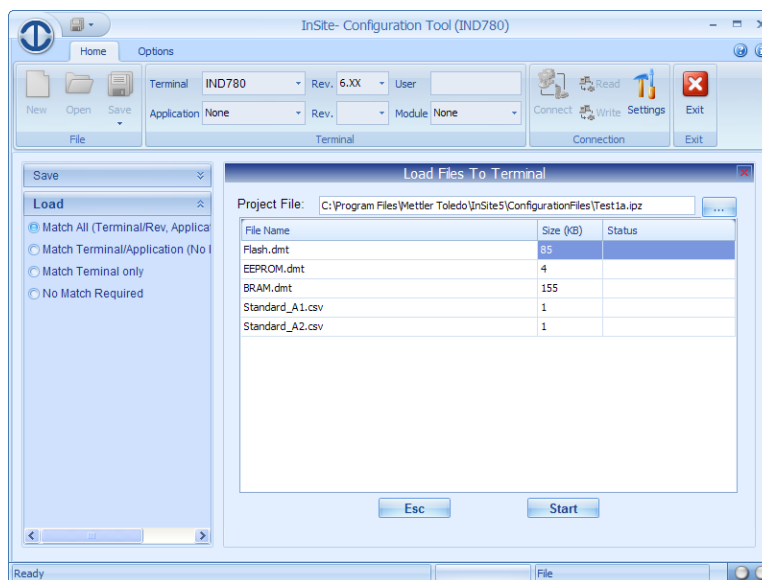 InSite- Configuration Tool (IND780)
Home Options
Terminal IND780 Rev. 6.XX User
New Open Save Connect Read Settings Exit
Application None Rev. Module None Write
File Terminal Connection Exit
Save
Load
Match All (Terminal/Rev, Applica
Match Terminal/Application (No
Match Teminal only
No Match Required
Load Files To Terminal
Project File: C:\Program Files\Mettler Toledo\InSite5\ConfigurationFiles\Test1a.ipz ...
File Name Size (KB) Status
Flash.dmt 85
EEPROM.dmt 4
BRAM.dmt 155
Standard_A1.csv 1
Standard_A2.csv 1
Esc Start
Ready File